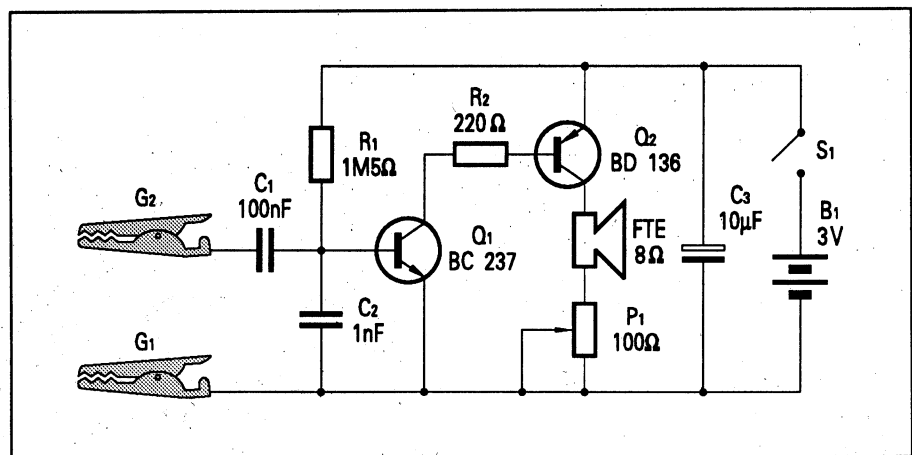 G2
C1
100nF
R1
1M5Ω
C2
1nF
G1
R2
220Ω
Q1
BC 237
Q2
BD 136
FTE
8Ω
P1
100Ω
C3
10µF
S1
B1
3V